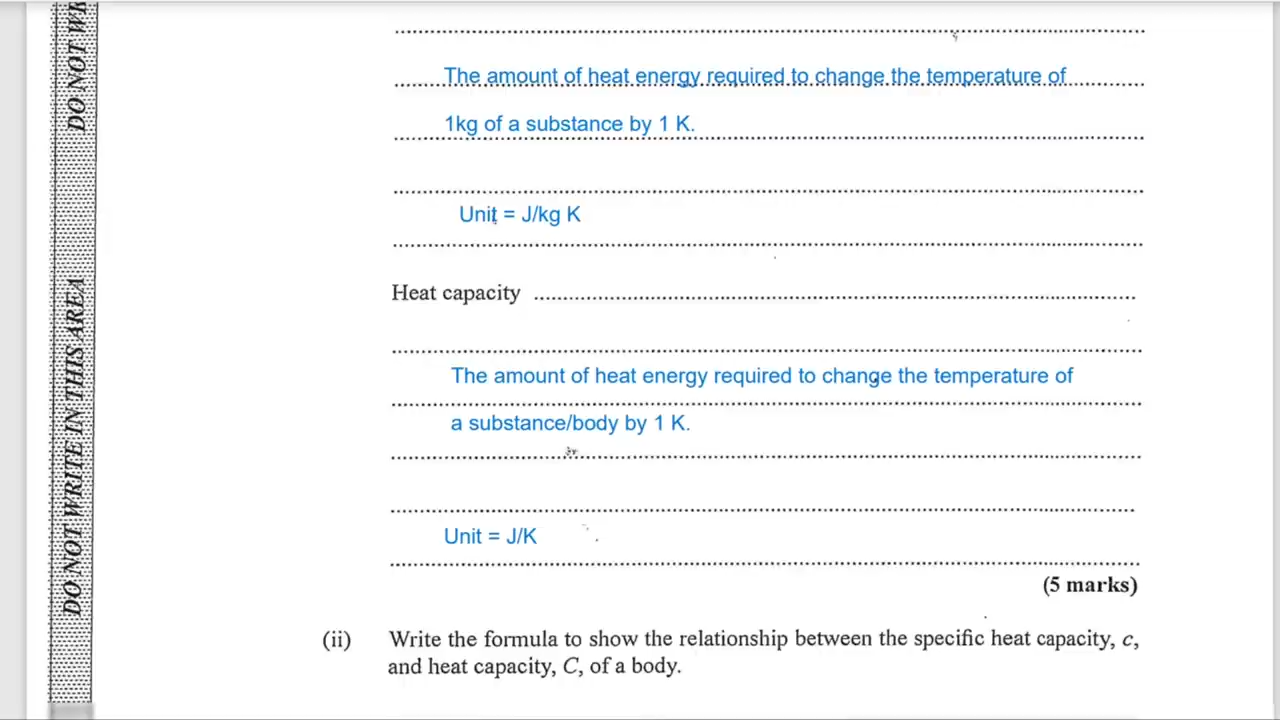 DO NOT WR
The amount of heat energy required to change the temperature of
1kg of a substance by 1 K.
Unit = J/kg K
Heat capacity
The amount of heat energy required to change the temperature of
a substance/body by 1 K.
Unit = J/K
(5 marks)
(ii) Write the formula to show the relationship between the specific heat capacity, c,
and heat capacity, C, of a body.
DO NOT WRITE IN THIS AREA